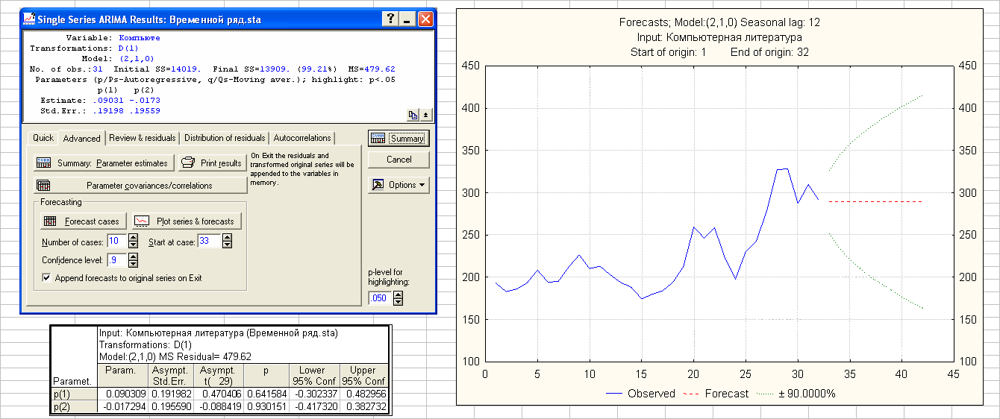 Single Series ARIMA Results: Временной ряд.sta
Variable: Компьюте
Transformations: D(1)
Model: (2,1,0)
No. of obs.:31 Initial SS=14019. Final SS=13909. (99.21%) MS=479.62
Parameters (p/Ps-Autoregressive, q/Qs-Moving aver.); highlight: p<.05
p(1) p(2)
Estimate: .09031 -.0173
Std.Err.: .19198 .19559
Quick Advanced Review & residuals Distribution of residuals Autocorrelations
Summary
Cancel
Options
Summary: Parameter estimates
Print results
On Exit the residuals and
transformed original series will be
appended to the variables in
memory.
Parameter covariances/correlations
Forecasting
Forecast cases
Plot series & forecasts
Number of cases: 10 Start at case: 33
Confidence level: .9
Append forecasts to original series on Exit
p-level for
highlighting:
.050
Input: Компьютерная литература (Временной ряд.sta)
Transformations: D(1)
Model:(2,1,0) MS Residual= 479.62
Paramet. Param. Asympt. Std.Err. Asympt. t( 29) p Lower 95% Conf Upper 95% Conf
p(1) 0.090309 0.191982 0.470406 0.641584 -0.302337 0.482956
p(2) -0.017294 0.195590 -0.088419 0.930151 -0.417320 0.382732
Forecasts; Model:(2,1,0) Seasonal lag: 12
Input: Компьютерная литература
Start of origin: 1 End of origin: 32
450 450
400 400
350 350
300 300
250 250
200 200
150 150
100 100
0 5 10 15 20 25 30 35 40 45
Observed Forecast ± 90.0000%